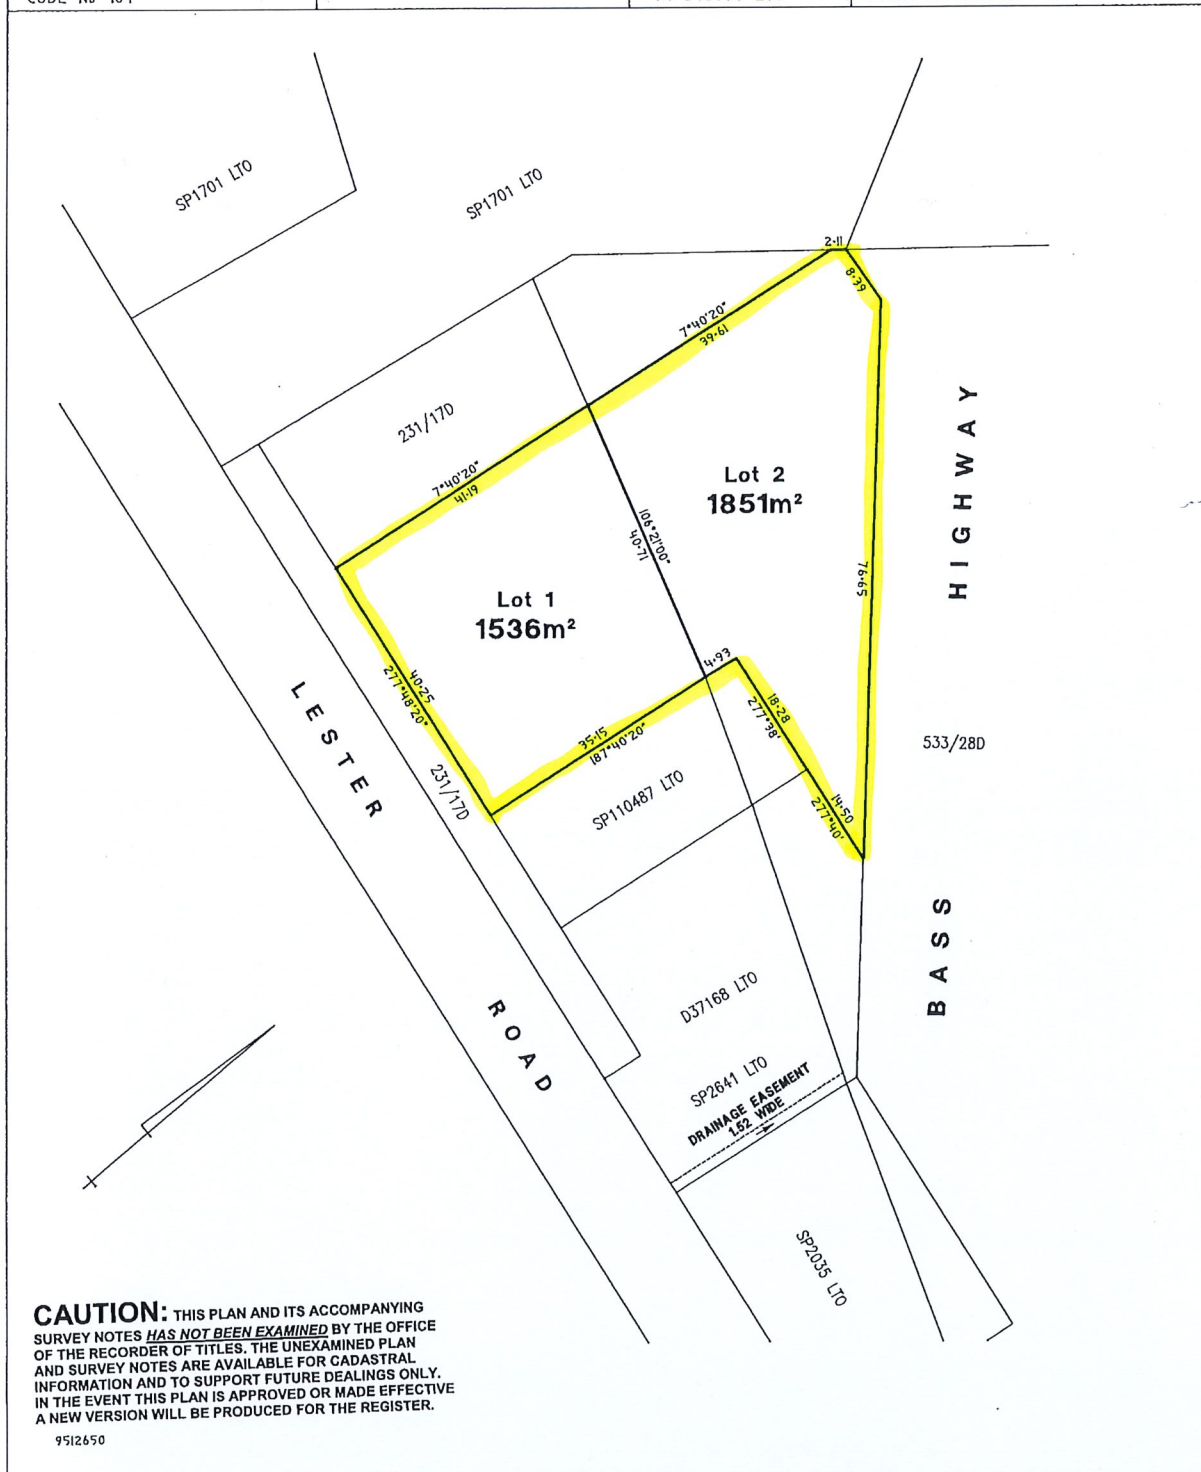 SP1701 LTO
SP1701 LTO
2·11
8·39
7°40'20"
39·61
231/17D
7°40'20"
41·19
Lot 2
1851m²
106°21'00"
40·71
HIGHWAY
76·65
Lot 1
1536m²
4·93
40·25
277°48'20"
18·28
277°38'
35·15
187°40'20"
LESTER
533/28D
231/17D
SP110487 LTO
14·50
277°40'
BASS
D37168 LTO
ROAD
SP2641 LTO
DRAINAGE EASEMENT
1.52 WIDE
SP2035 LTO
CAUTION: THIS PLAN AND ITS ACCOMPANYING
SURVEY NOTES HAS NOT BEEN EXAMINED BY THE OFFICE
OF THE RECORDER OF TITLES. THE UNEXAMINED PLAN
AND SURVEY NOTES ARE AVAILABLE FOR CADASTRAL
INFORMATION AND TO SUPPORT FUTURE DEALINGS ONLY.
IN THE EVENT THIS PLAN IS APPROVED OR MADE EFFECTIVE
A NEW VERSION WILL BE PRODUCED FOR THE REGISTER.
9512650